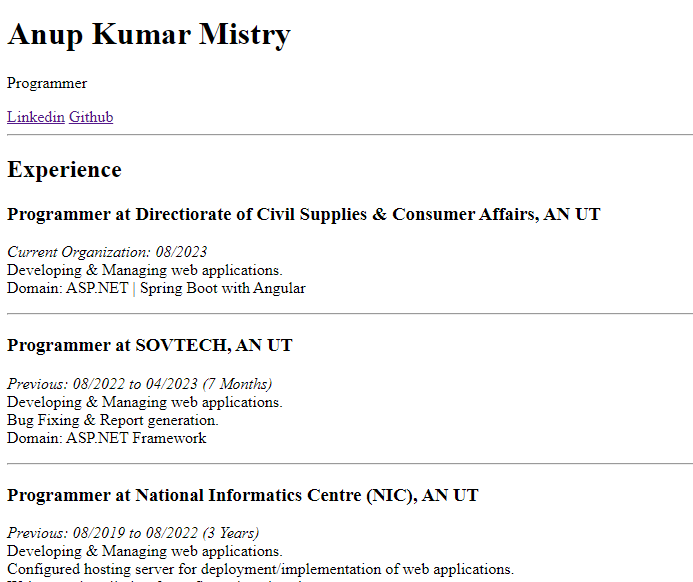 Anup Kumar Mistry
Programmer
Linkedin Github
Experience
Programmer at Directiorate of Civil Supplies & Consumer Affairs, AN UT
Current Organization: 08/2023
Developing & Managing web applications.
Domain: ASP.NET | Spring Boot with Angular
Programmer at SOVTECH, AN UT
Previous: 08/2022 to 04/2023 (7 Months)
Developing & Managing web applications.
Bug Fixing & Report generation.
Domain: ASP.NET Framework
Programmer at National Informatics Centre (NIC), AN UT
Previous: 08/2019 to 08/2022 (3 Years)
Developing & Managing web applications.
Configured hosting server for deployment/implementation of web applications.